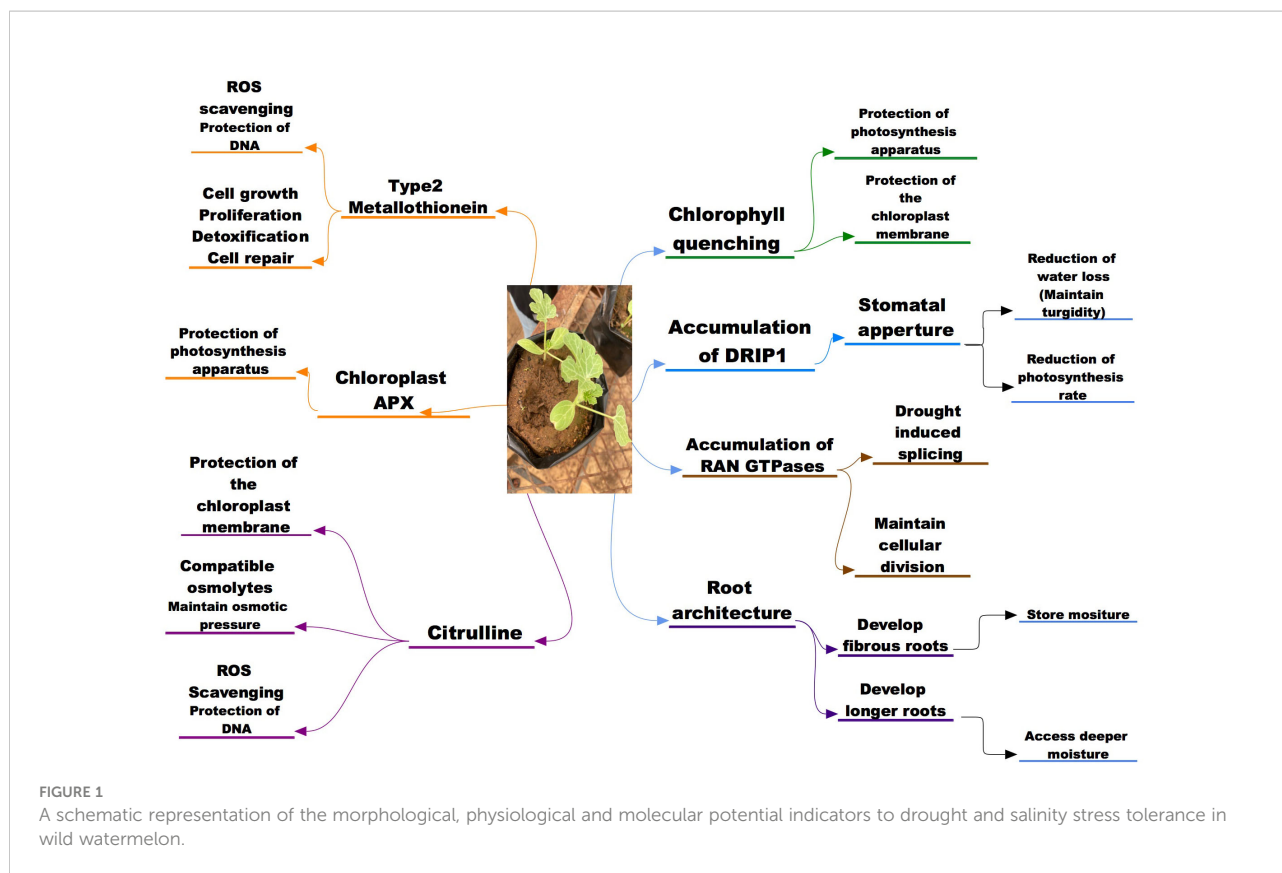 ROS
scavenging
Protection of
DNA
Cell growth
Proliferation
Detoxification
Cell repair
Type2
Metallothionein
Protection of
photosynthesis
apparatus
Chloroplast
APX
Protection of
the
chloroplast
membrane
Compatible
osmolytes
Maintain osmotic
pressure
ROS
Scavenging
Protection of
DNA
Citrulline
Chlorophyll
quenching
Protection of
photosynthesis
apparatus
Protection of
the
chloroplast
membrane
Accumulation
of DRIP1
Stomatal
apperture
Reduction of
water loss
(Maintain
turgidity)
Reduction of
photosynthesis
rate
Accumulation of
RAN GTPases
Drought
induced
splicing
Maintain
cellular
division
Root
architecture
Develop
fibrous roots
Store mositure
Develop
longer roots
Access deeper
moisture
FIGURE 1
A schematic representation of the morphological, physiological and molecular potential indicators to drought and salinity stress tolerance in
wild watermelon.